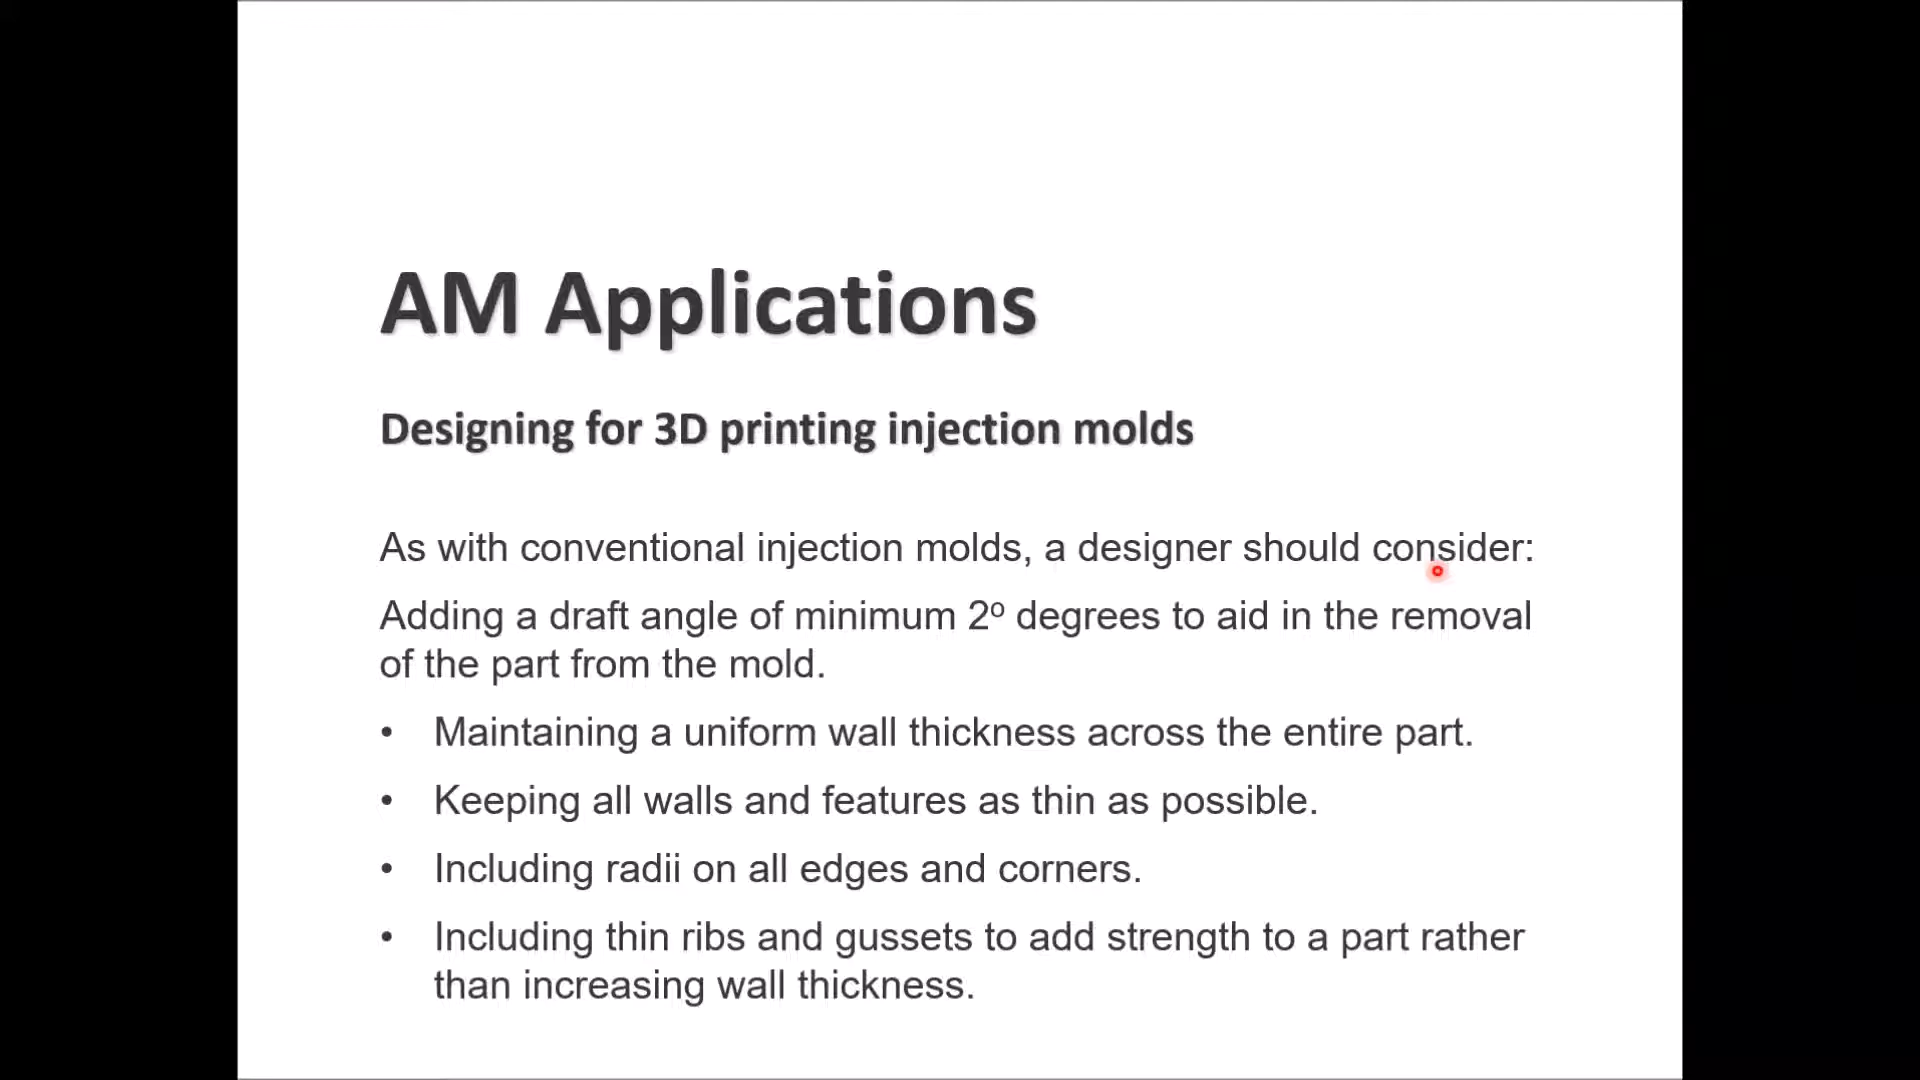 AM Applications
Designing for 3D printing injection molds
As with conventional injection molds, a designer should consider:
Adding a draft angle of minimum 2º degrees to aid in the removal
of the part from the mold.
• Maintaining a uniform wall thickness across the entire part.
• Keeping all walls and features as thin as possible.
• Including radii on all edges and corners.
• Including thin ribs and gussets to add strength to a part rather
than increasing wall thickness.